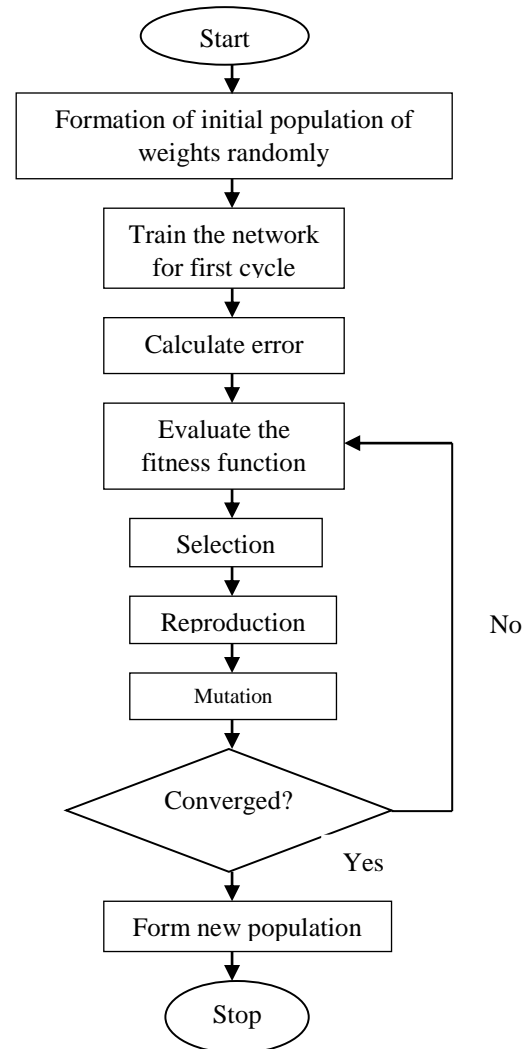 Start
Formation of initial population of
weights randomly
Train the network
for first cycle
Calculate error
Evaluate the
fitness function
Selection
Reproduction
No
Mutation
Converged?
Yes
Form new population
Stop